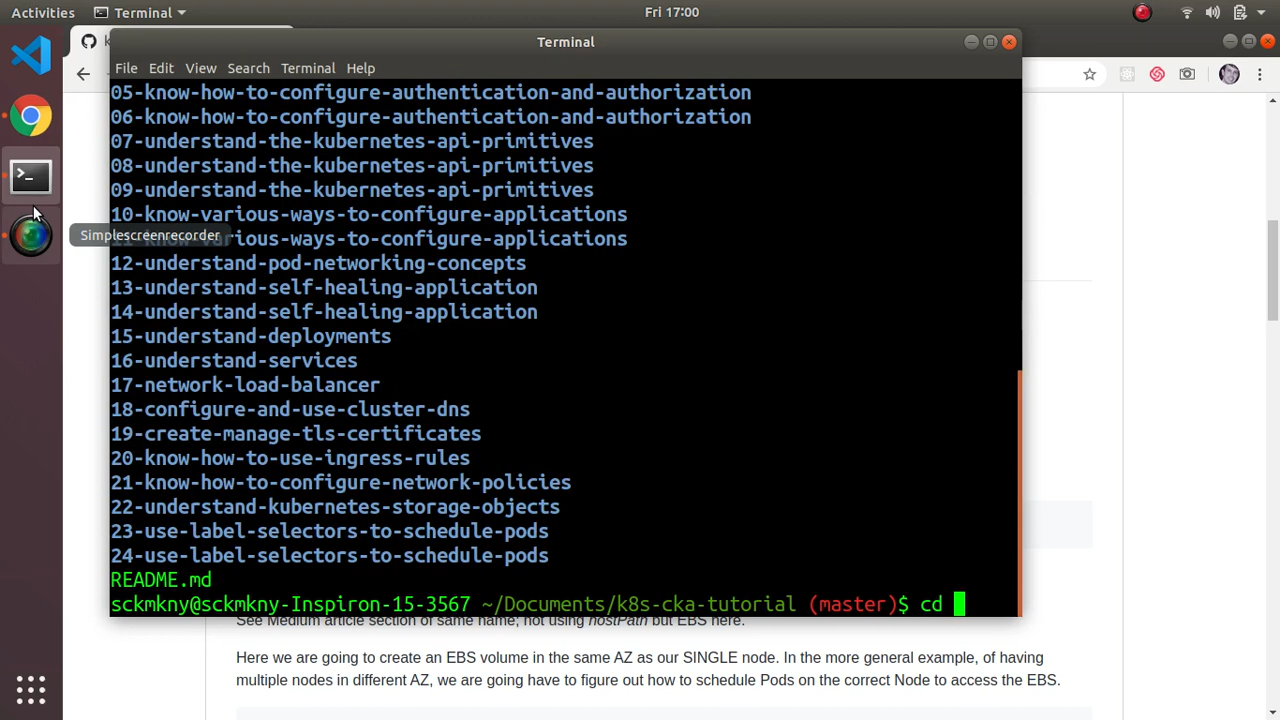 Activities
Terminal
Fri 17:00
Terminal
File Edit View Search Terminal Help
05-know-how-to-configure-authentication-and-authorization
06-know-how-to-configure-authentication-and-authorization
07-understand-the-kubernetes-api-primitives
08-understand-the-kubernetes-api-primitives
09-understand-the-kubernetes-api-primitives
10-know-various-ways-to-configure-applications
Simplescreenrecorder
11-know-various-ways-to-configure-applications
12-understand-pod-networking-concepts
13-understand-self-healing-application
14-understand-self-healing-application
15-understand-deployments
16-understand-services
17-network-load-balancer
18-configure-and-use-cluster-dns
19-create-manage-tls-certificates
20-know-how-to-use-ingress-rules
21-know-how-to-configure-network-policies
22-understand-kubernetes-storage-objects
23-use-label-selectors-to-schedule-pods
24-use-label-selectors-to-schedule-pods
README.md
sckmkny@sckmkny-Inspiron-15-3567 ~/Documents/k8s-cka-tutorial (master)$ cd
See Medium article section of same name; not using hostPath but EBS here.
Here we are going to create an EBS volume in the same AZ as our SINGLE node. In the more general example, of having
multiple nodes in different AZ, we are going have to figure out how to schedule Pods on the correct Node to access the EBS.